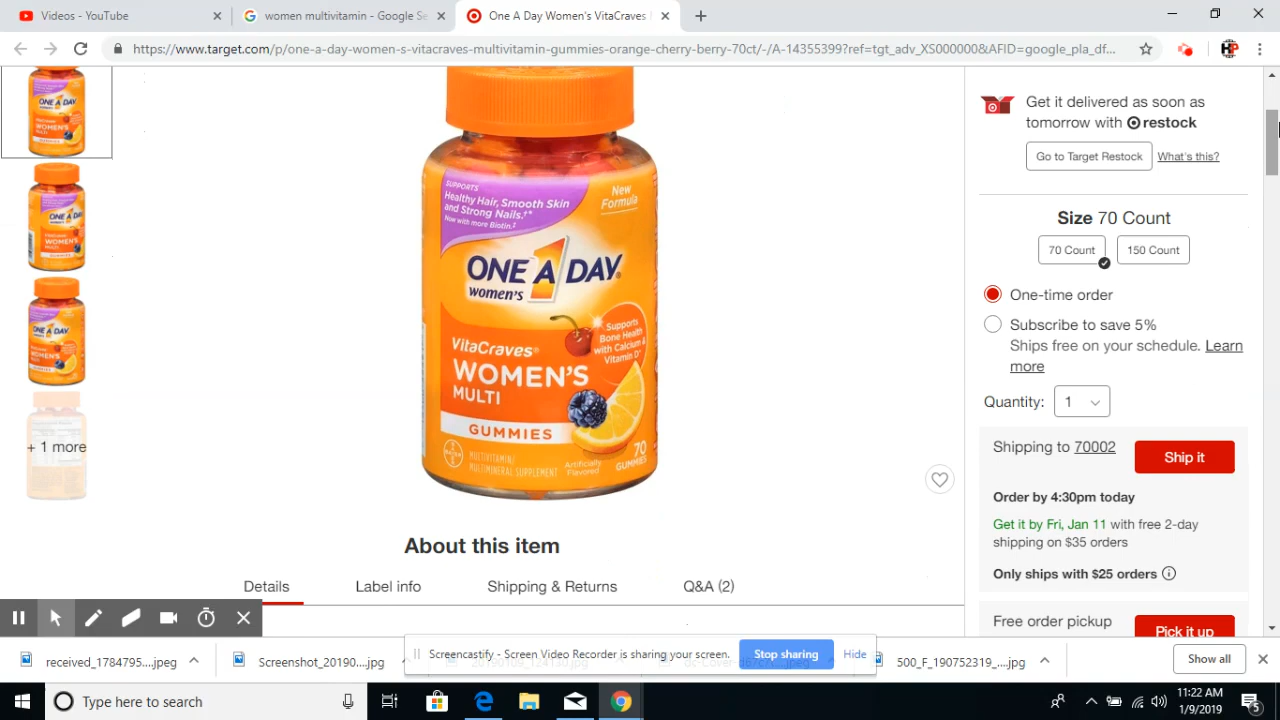 Videos - YouTube
women multivitamin - Google Se
One A Day Women's VitaCraves
https://www.target.com/p/one-a-day-women-s-vitacraves-multivitamin-gummies-orange-cherry-berry-70ct/-/A-14355399?ref=tgt_adv_XS000000&AFID=google_pla_df...
+ 1 more
SUPPORTS
Healthy Hair, Smooth Skin
and Strong Nails.†*
Now with more Biotin.‡
New
Formula
ONE A DAY®
women's
1
Supports
Bone Health
with Calcium &
Vitamin D*
VitaCraves®
WOMEN'S
MULTI
GUMMIES
MULTIVITAMIN/
MULTIMINERAL SUPPLEMENT
Artificially
Flavored
70
GUMMIES
Get it delivered as soon as
tomorrow with restock
Go to Target Restock
What's this?
Size 70 Count
70 Count
150 Count
One-time order
Subscribe to save 5%
Ships free on your schedule. Learn
more
Quantity:
1
Shipping to 70002
Ship it
Order by 4:30pm today
Get it by Fri, Jan 11 with free 2-day
shipping on $35 orders
Only ships with $25 orders
Free order pickup
Pick it up
About this item
Details
Label info
Shipping & Returns
Q&A (2)
Screencastify - Screen Video Recorder is sharing your screen.
Stop sharing
Hide
received_1784795....jpeg
Screenshot_20190....jpg
500_F_190752319_....jpg
Show all
Type here to search
11:22 AM
1/9/2019
5